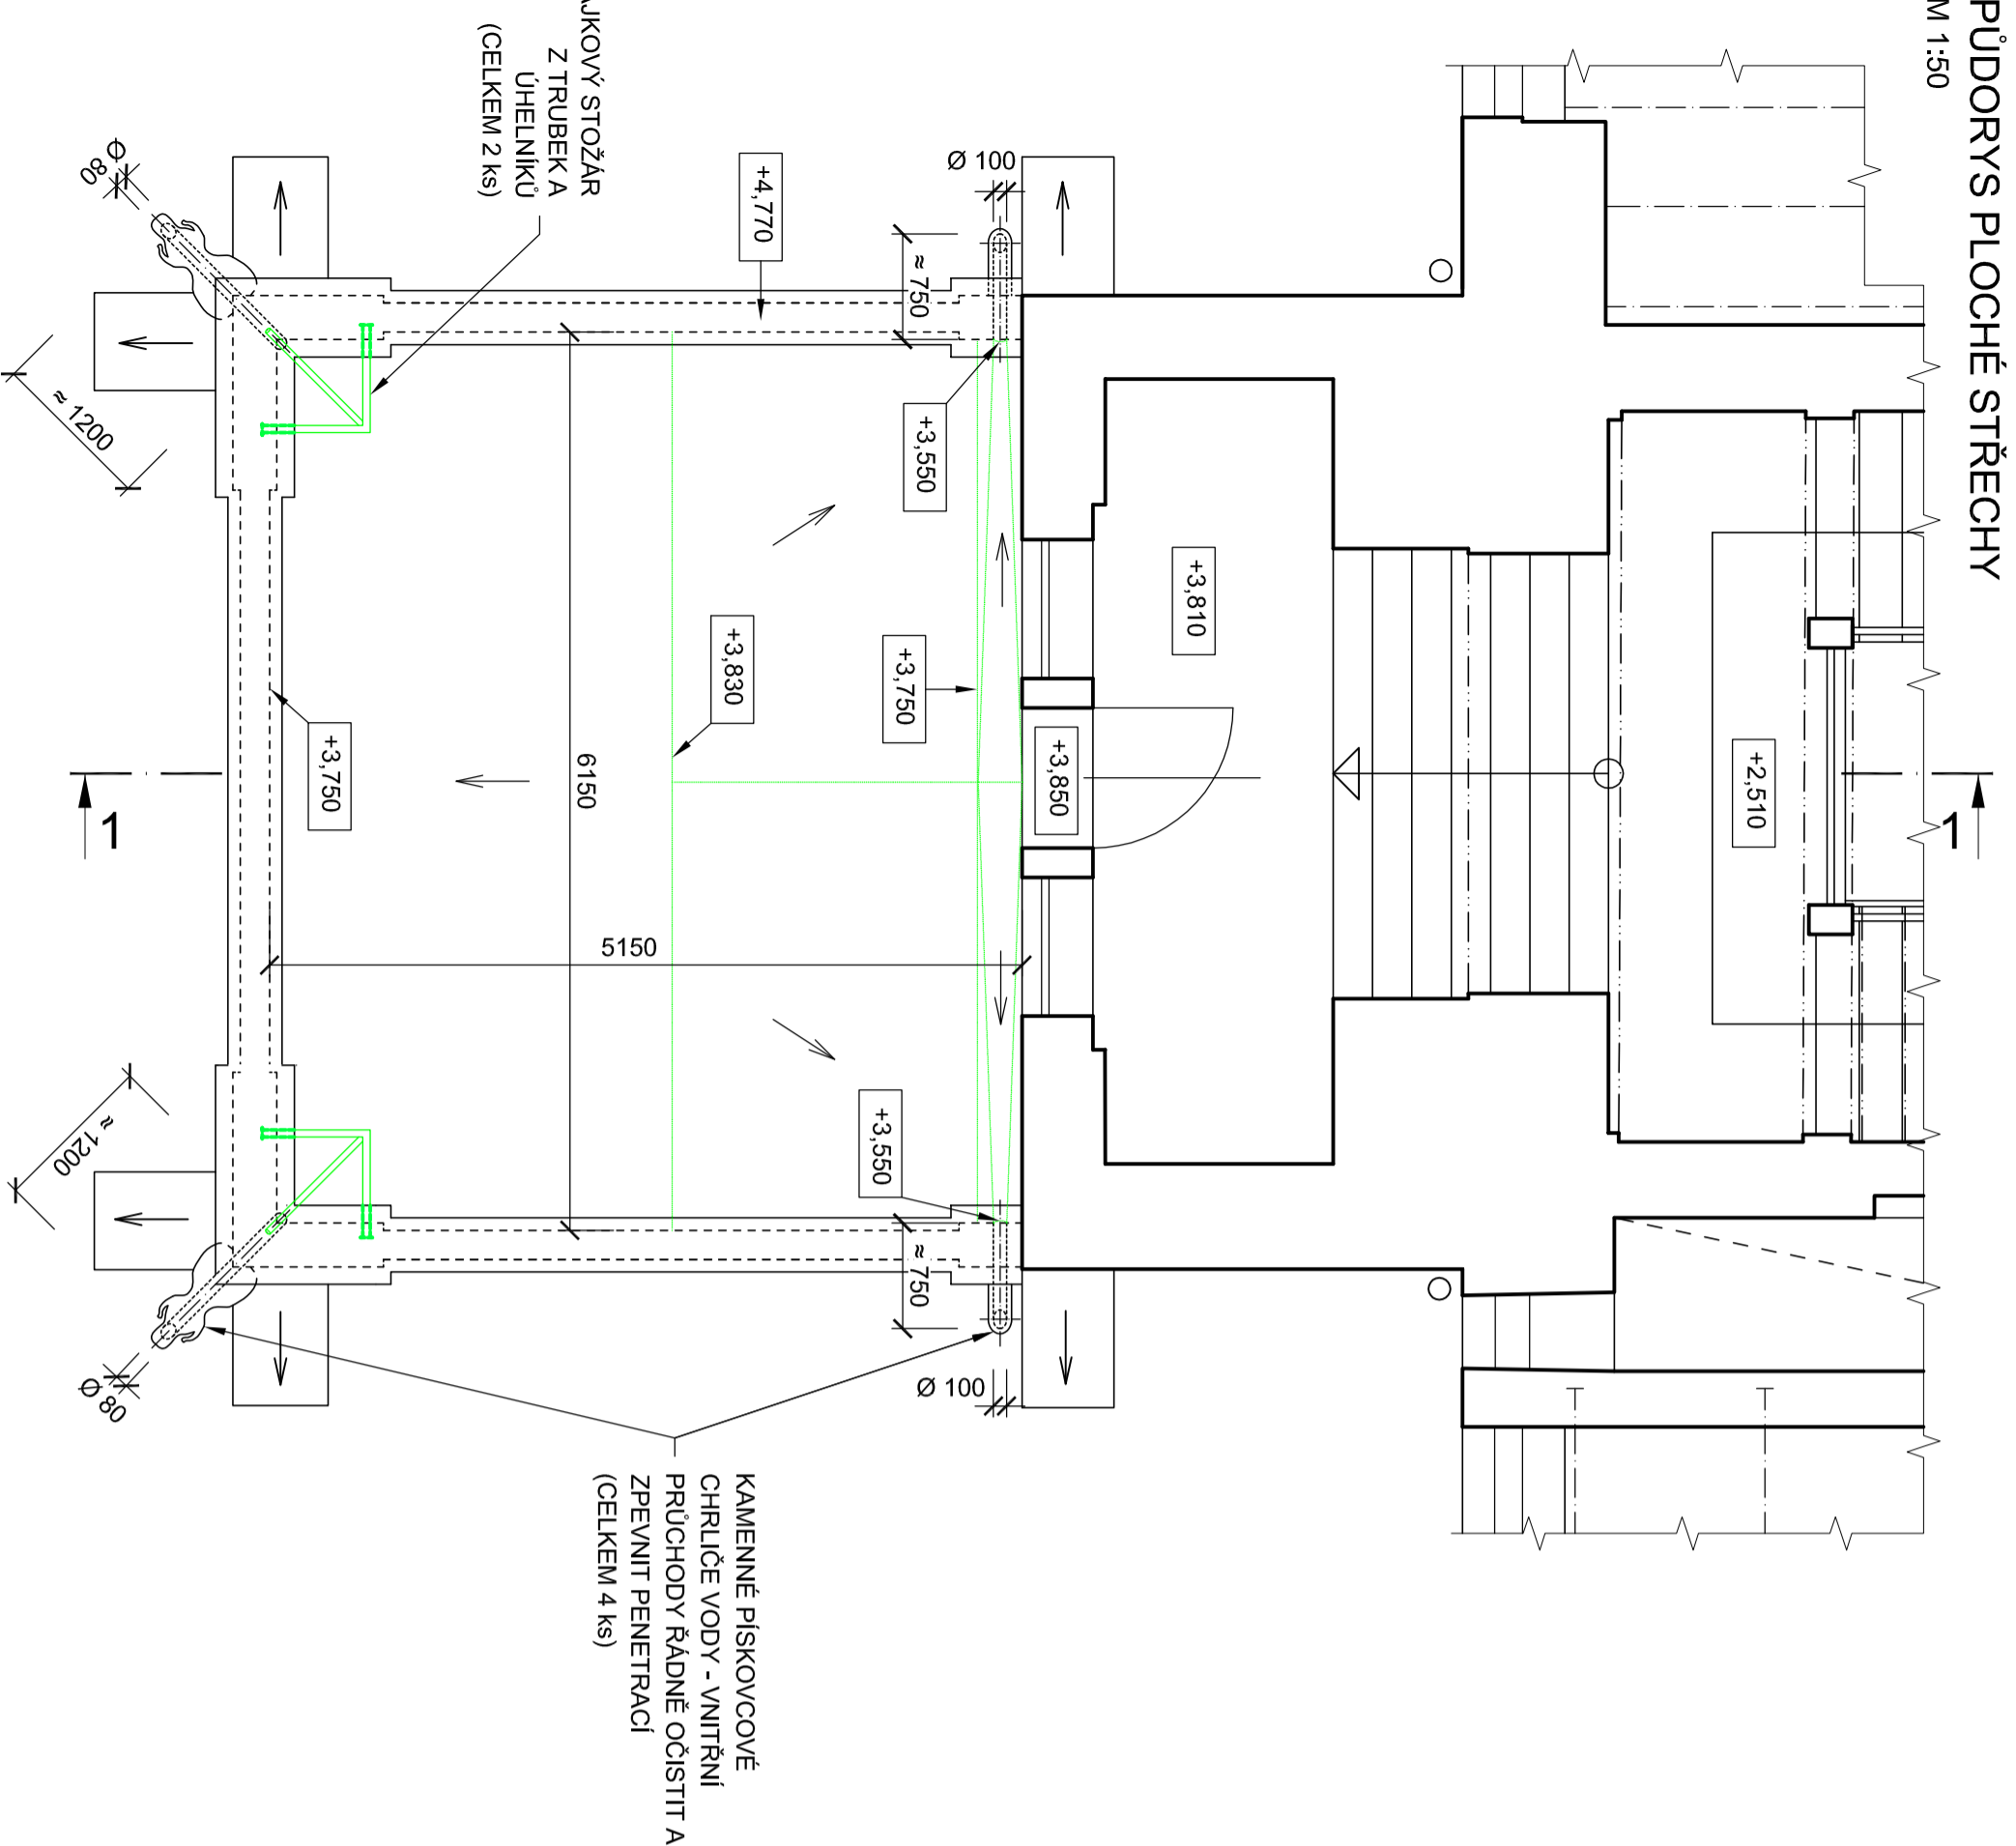 PŮDORYS PLOCHÉ STŘECHY
M 1:50
JKOVÝ STOŽÁR
Z TRUBEK A
ÚHELNÍKŮ
(CELKEM 2 ks)
Ø 80
Ø 100
+4,770
≈ 750
≈ 1200
+3,550
+3,810
+3,830
+3,750
+3,850
+3,750
6150
+2,510
1
1
5150
+3,550
≈ 1200
≈ 750
Ø 80
Ø 100
KAMENNÉ PÍSKOVCOVÉ
CHRLIČE VODY - VNITŘNÍ
PRŮCHODY ŘÁDNĚ OČISTIT A
ZPEVNIT PENETRACÍ
(CELKEM 4 ks)